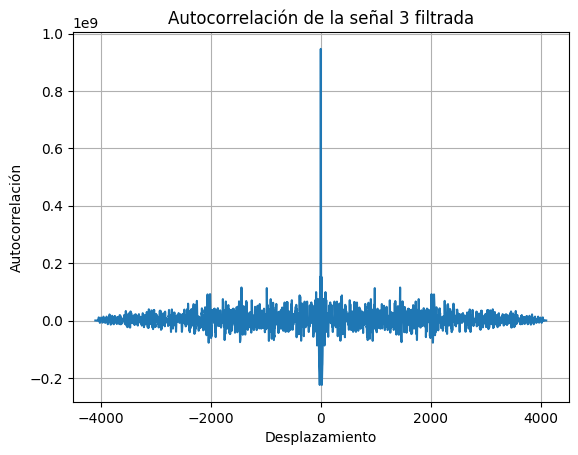 Autocorrelación de la señal 3 filtrada
1e9
1.0
0.8
0.6
0.4
0.2
0.0
−0.2
Autocorrelación
−4000 −2000 0 2000 4000
Desplazamiento